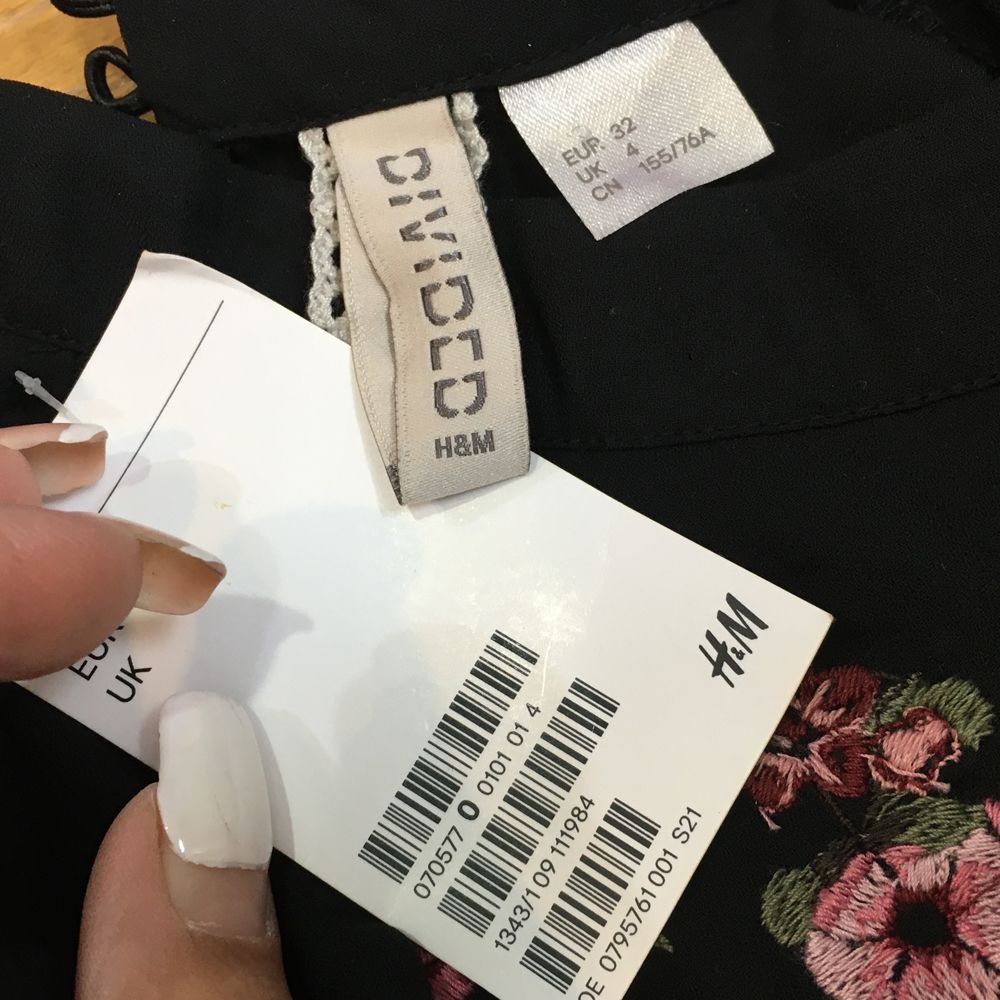 EUR. 32
UK 4
CN 155/76A
DIVIDED
H&M
H&M
UK
070577 0 0101 01 4
1343/1 09 111984
0795761 001 S21